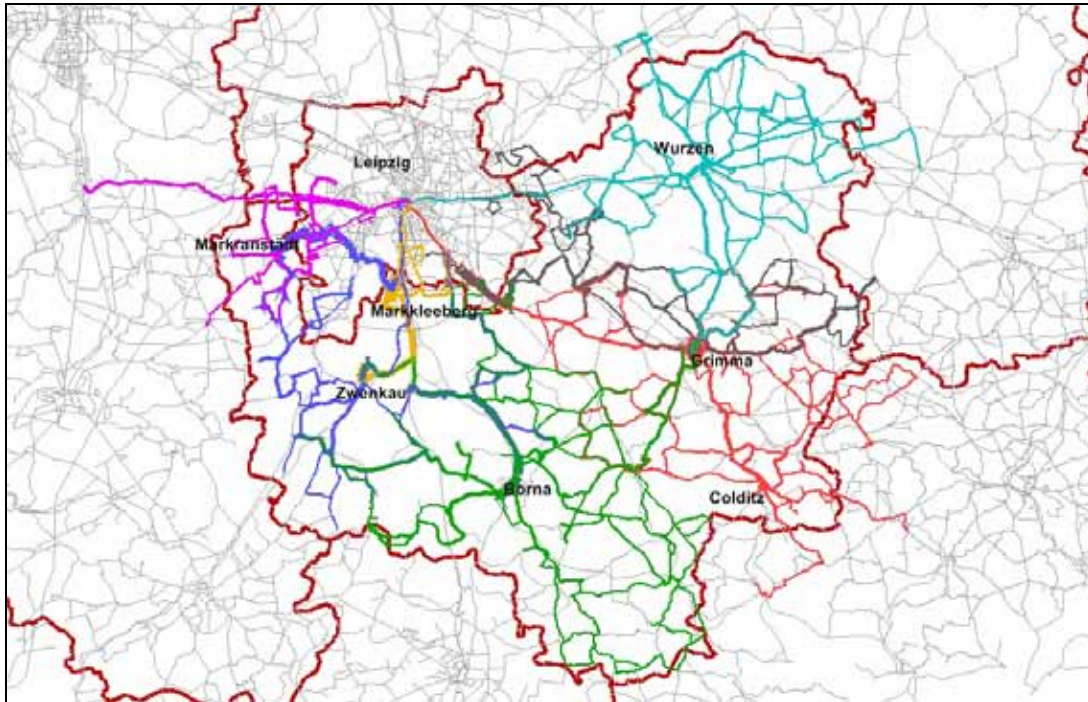 Wurzen
Leipzig
Markranstädt
Markkleeberg
Grimma
Zwenkau
Borna
Colditz